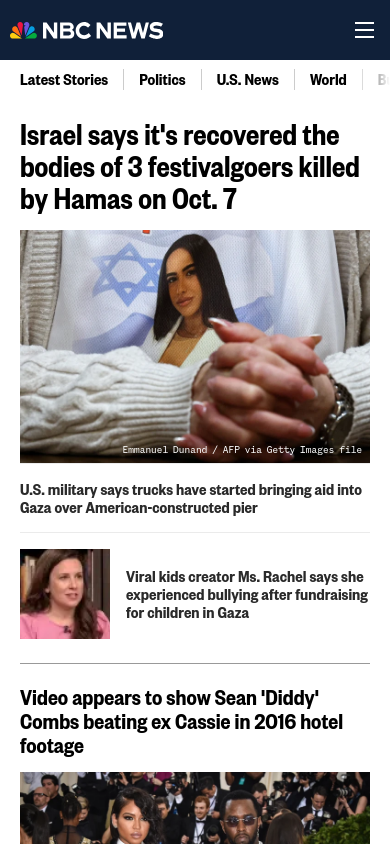 NBC NEWS
Latest Stories
Politics
U.S. News
World
Israel says it's recovered the
bodies of 3 festivalgoers killed
by Hamas on Oct. 7
Emmanuel Dunand / AFP via Getty Images file
U.S. military says trucks have started bringing aid into
Gaza over American-constructed pier
Viral kids creator Ms. Rachel says she
experienced bullying after fundraising
for children in Gaza
Video appears to show Sean 'Diddy'
Combs beating ex Cassie in 2016 hotel
footage